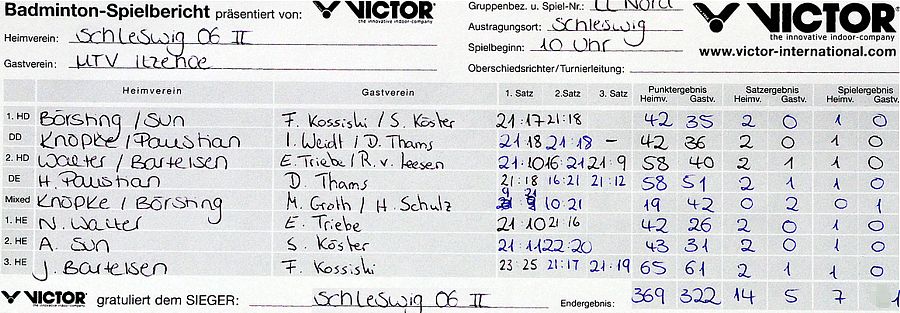 Badminton-Spielbericht präsentiert von: VICTOR the innovative indoor-company
Gruppenbez. u. Spiel-Nr.: LL Nord
VICTOR the innovative indoor-company
Heimverein: Schleswig 06 II
Austragungsort: Schleswig
Gastverein: MTV Itzehoe
Spielbeginn: 10 Uhr
www.victor-international.com
Oberschiedsrichter/Turnierleitung:
Heimverein Gastverein 1. Satz 2. Satz 3. Satz Punktergebnis Heimv. Gastv. Satzergebnis Heimv. Gastv. Spielergebnis Heimv. Gastv.
1. HD Börsting / Sun F. Kossiski / S. Köster 21:17 21:18 42 35 2 0 1 0
DD Knöpke / Paustian I. Weidt / D. Thams 21:18 21:18 – 42 36 2 0 1 0
2. HD Walter / Bartelsen E. Triebe / R. v. Leesen 21:10 16:21 21:9 58 40 2 1 1 0
DE H. Paustian D. Thams 21:18 16:21 21:12 58 51 2 1 1 0
Mixed Knöpke / Börsting M. Groth / H. Schulz 9 21 10:21 19 42 0 2 0 1
1. HE N. Walter E. Triebe 21:10 21:16 42 26 2 0 1 0
2. HE A. Sun S. Köster 21:11 22:20 43 31 2 0 1 0
3. HE J. Bartelsen F. Kossiski 23:25 21:17 21:19 65 61 2 1 1 0
VICTOR the innovative indoor-company gratuliert dem SIEGER: Schleswig 06 II Endergebnis: 369 322 14 5 7 1